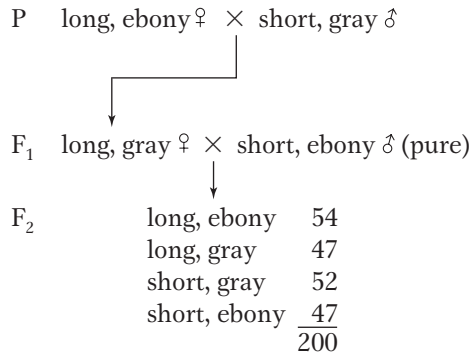 P long, ebony ♀ × short, gray ♂
F₁ long, gray ♀ × short, ebony ♂ (pure)
F₂ long, ebony 54
long, gray 47
short, gray 52
short, ebony 47
200